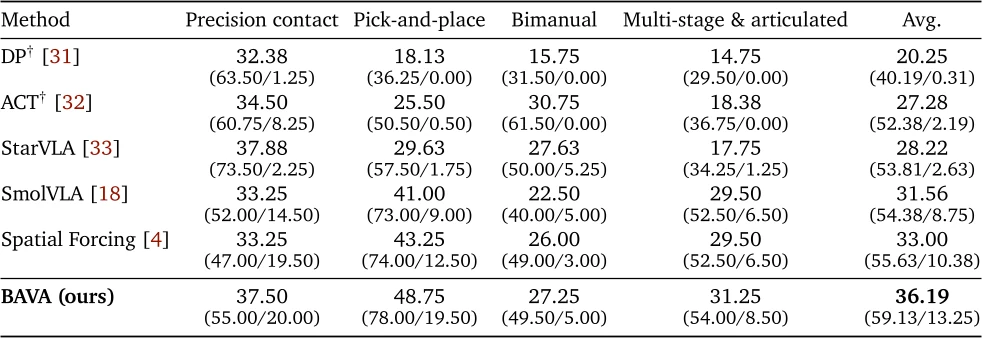 Method Precision contact Pick-and-place Bimanual Multi-stage & articulated Avg.
DP† [31] 32.38 18.13 15.75 14.75 20.25
(63.50/1.25) (36.25/0.00) (31.50/0.00) (29.50/0.00) (40.19/0.31)
ACT† [32] 34.50 25.50 30.75 18.38 27.28
(60.75/8.25) (50.50/0.50) (61.50/0.00) (36.75/0.00) (52.38/2.19)
StarVLA [33] 37.88 29.63 27.63 17.75 28.22
(73.50/2.25) (57.50/1.75) (50.00/5.25) (34.25/1.25) (53.81/2.63)
SmolVLA [18] 33.25 41.00 22.50 29.50 31.56
(52.00/14.50) (73.00/9.00) (40.00/5.00) (52.50/6.50) (54.38/8.75)
Spatial Forcing [4] 33.25 43.25 26.00 29.50 33.00
(47.00/19.50) (74.00/12.50) (49.00/3.00) (52.50/6.50) (55.63/10.38)
BAVA (ours) 37.50 48.75 27.25 31.25 36.19
(55.00/20.00) (78.00/19.50) (49.50/5.00) (54.00/8.50) (59.13/13.25)